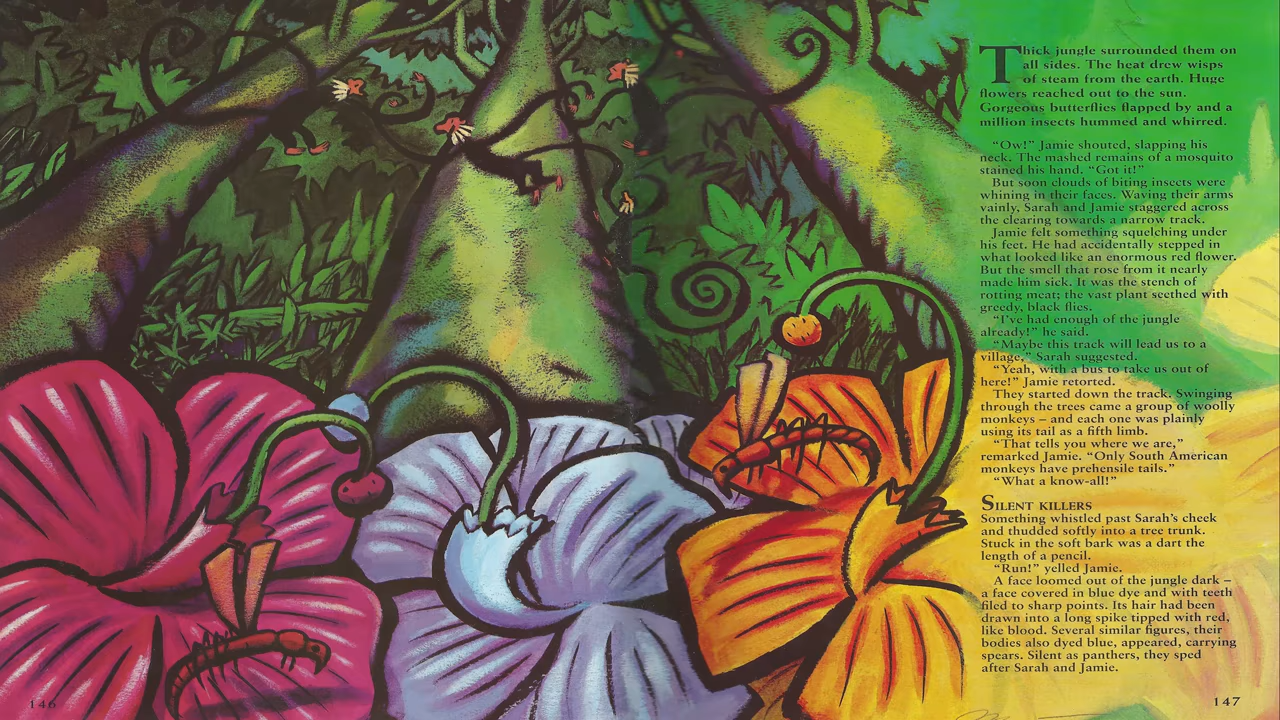 Thick jungle surrounded them on
all sides. The heat drew wisps
of steam from the earth. Huge
flowers reached out to the sun.
Gorgeous butterflies flapped by and a
million insects hummed and whirred.
“Ow!” Jamie shouted, slapping his
neck. The mashed remains of a mosquito
stained his hand. “Got it!”
But soon clouds of biting insects were
whining in their faces. Waving their arms
vainly, Sarah and Jamie staggered across
the clearing towards a narrow track.
Jamie felt something squelching under
his feet. He had accidentally stepped in
what looked like an enormous red flower.
But the smell that rose from it nearly
made him sick. It was the stench of
rotting meat; the vast plant seethed with
greedy, black flies.
“I’ve had enough of the jungle
already!” he said.
“Maybe this track will lead us to a
village,” Sarah suggested.
“Yeah, with a bus to take us out of
here!” Jamie retorted.
They started down the track. Swinging
through the trees came a group of woolly
monkeys – and each one was plainly
using its tail as a fifth limb.
“That tells you where we are,”
remarked Jamie. “Only South American
monkeys have prehensile tails.”
“What a know-all!”
SILENT KILLERS
Something whistled past Sarah’s cheek
and thudded softly into a tree trunk.
Stuck in the soft bark was a dart the
length of a pencil.
“Run!” yelled Jamie.
A face loomed out of the jungle dark –
a face covered in blue dye and with teeth
filed to sharp points. Its hair had been
drawn into a long spike tipped with red,
like blood. Several similar figures, their
bodies also dyed blue, appeared, carrying
spears. Silent as panthers, they sped
after Sarah and Jamie.
146
147